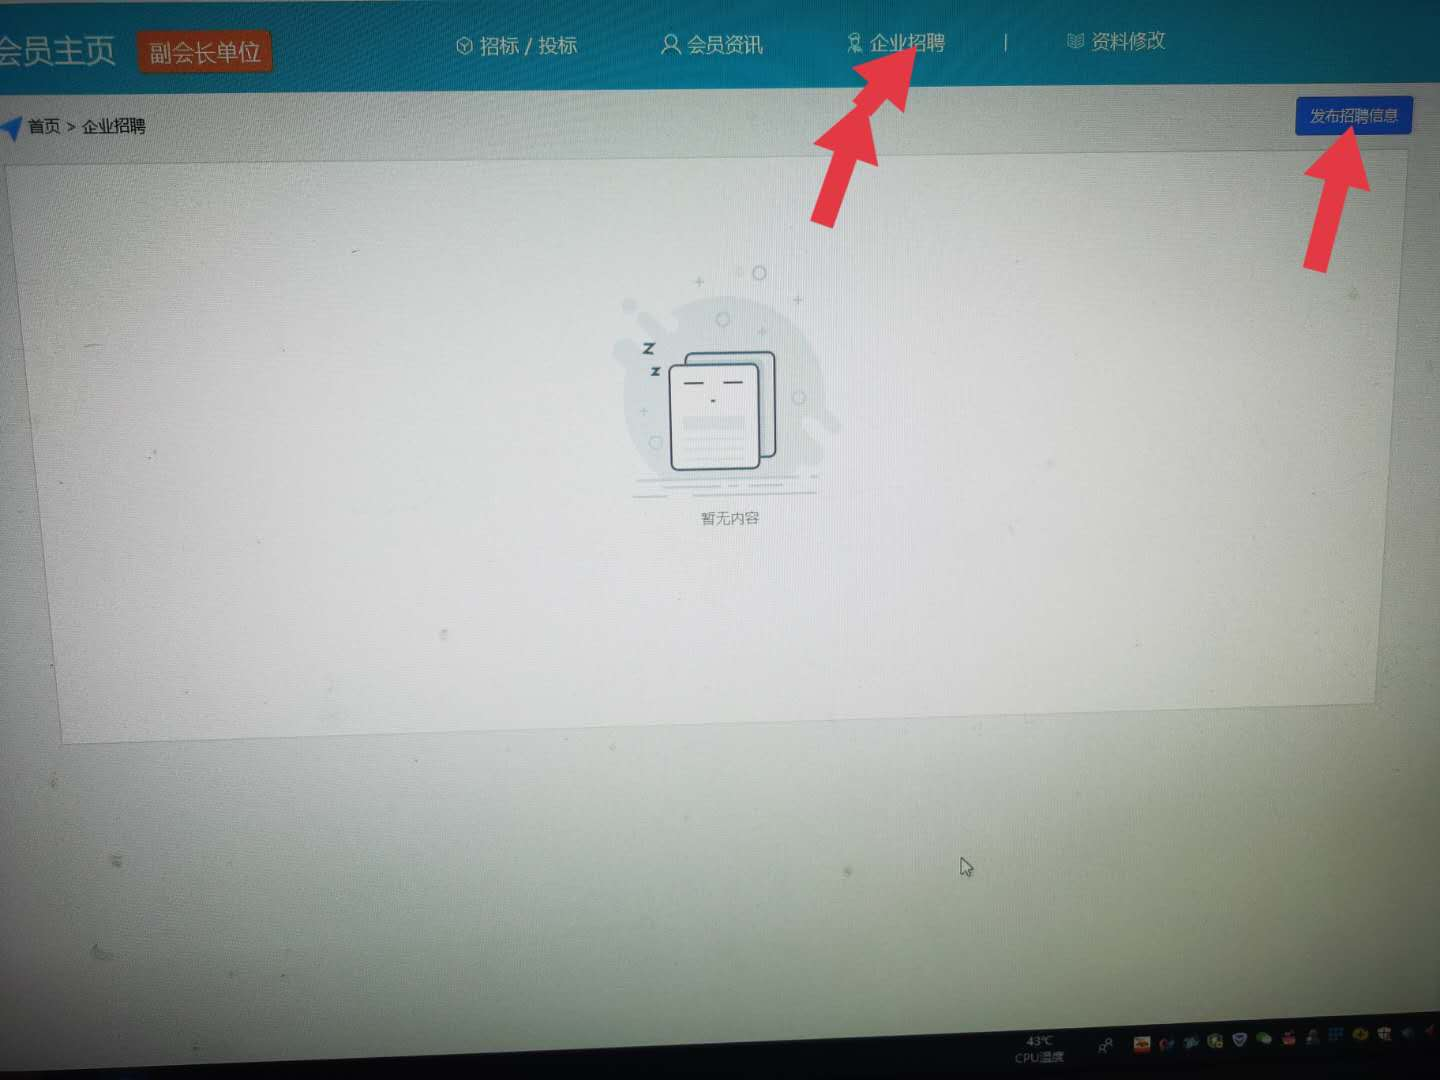 会员主页 副会长单位 招标 / 投标 会员资讯 企业招聘 | 资料修改
首页 > 企业招聘 发布招聘信息
z
z
暂无内容
43℃
CPU温度